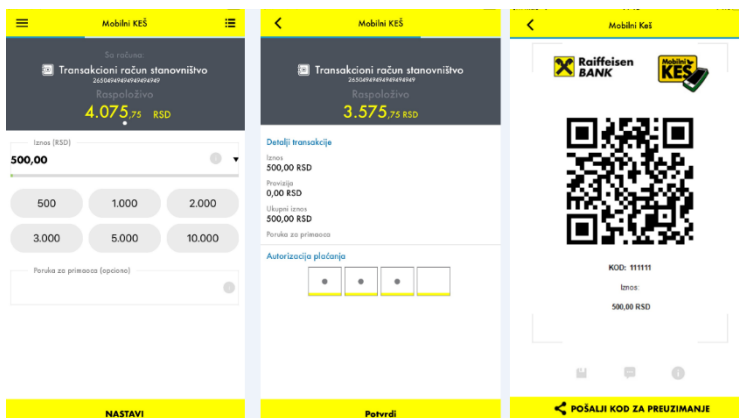 Mobilni KEŠ
Sa računa:
Transakcioni račun stanovništvo
265049494949494949
Raspoloživo
4.075,75 RSD
Iznos (RSD)
500,00
500
1.000
2.000
3.000
5.000
10.000
Poruka za primaoca (opciono)
NASTAVI
Mobilni KEŠ
Transakcioni račun stanovništvo
Raspoloživo
3.575,75 RSD
Detalji transakcije
Iznos
500,00 RSD
Provizija
0,00 RSD
Ukupni iznos
500,00 RSD
Poruka za primaoca
Autorizacija plaćanja
Potvrdi
Mobilni Keš
Raiffeisen
BANK
Mobilni
KEŠ
KOD: 111111
Iznos:
500,00 RSD
POŠALJI KOD ZA PREUZIMANJE